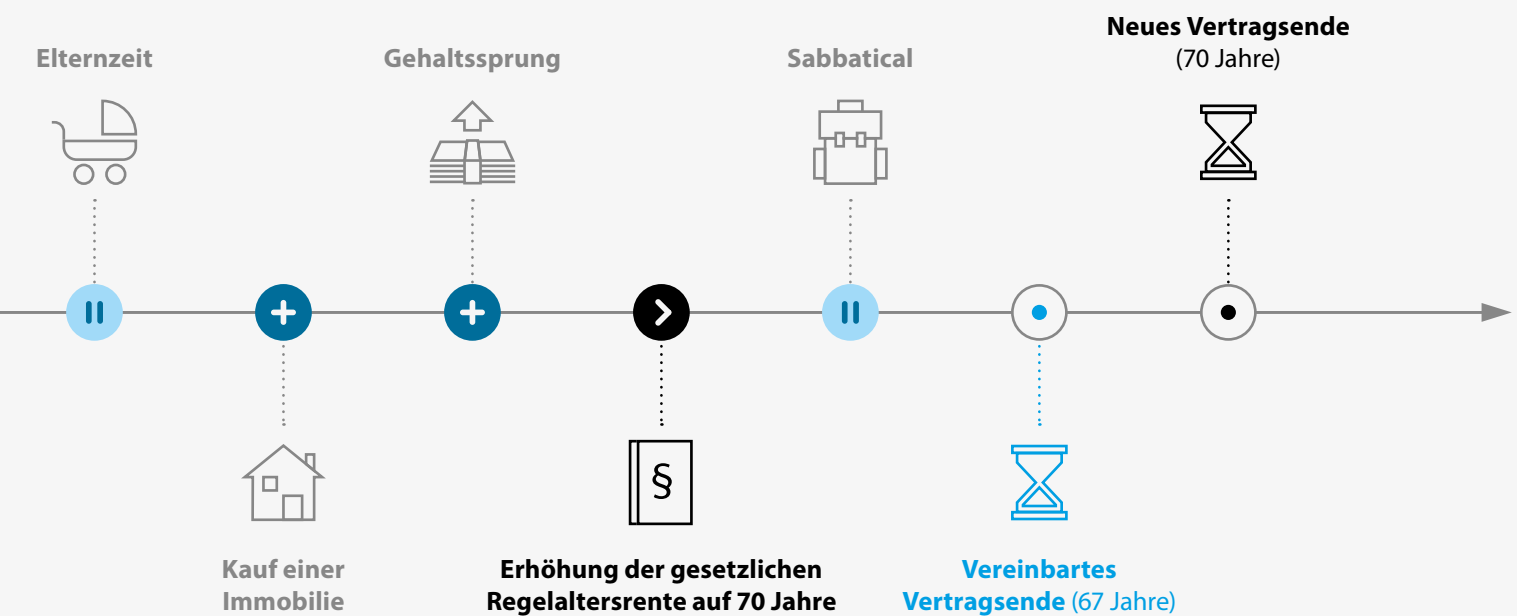 Elternzeit
Gehaltssprung
Sabbatical
Neues Vertragsende
(70 Jahre)
§
Kauf einer
Immobilie
Erhöhung der gesetzlichen
Regelaltersrente auf 70 Jahre
Vereinbartes
Vertragsende (67 Jahre)